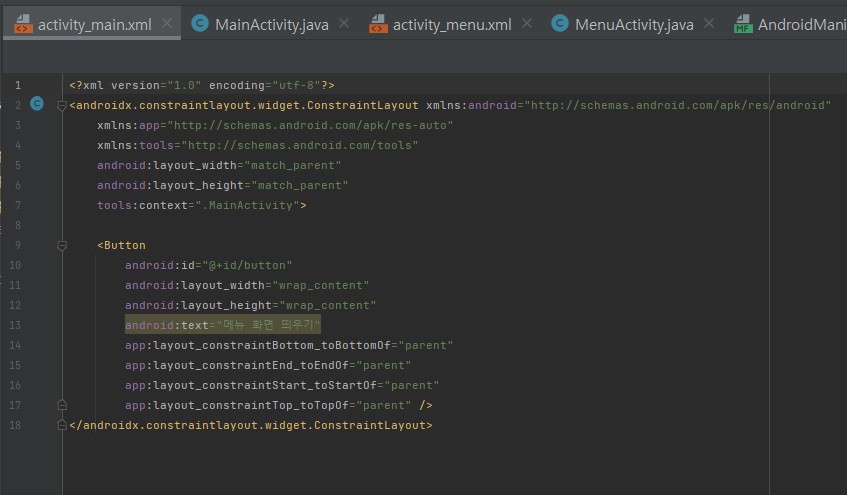 activity_main.xml MainActivity.java activity_menu.xml MenuActivity.java AndroidMani
1 <?xml version="1.0" encoding="utf-8"?>
2 <androidx.constraintlayout.widget.ConstraintLayout xmlns:android="http://schemas.android.com/apk/res/android"
3 xmlns:app="http://schemas.android.com/apk/res-auto"
4 xmlns:tools="http://schemas.android.com/tools"
5 android:layout_width="match_parent"
6 android:layout_height="match_parent"
7 tools:context=".MainActivity">
8
9 <Button
10 android:id="@+id/button"
11 android:layout_width="wrap_content"
12 android:layout_height="wrap_content"
13 android:text="메뉴 화면 띄우기"
14 app:layout_constraintBottom_toBottomOf="parent"
15 app:layout_constraintEnd_toEndOf="parent"
16 app:layout_constraintStart_toStartOf="parent"
17 app:layout_constraintTop_toTopOf="parent" />
18 </androidx.constraintlayout.widget.ConstraintLayout>